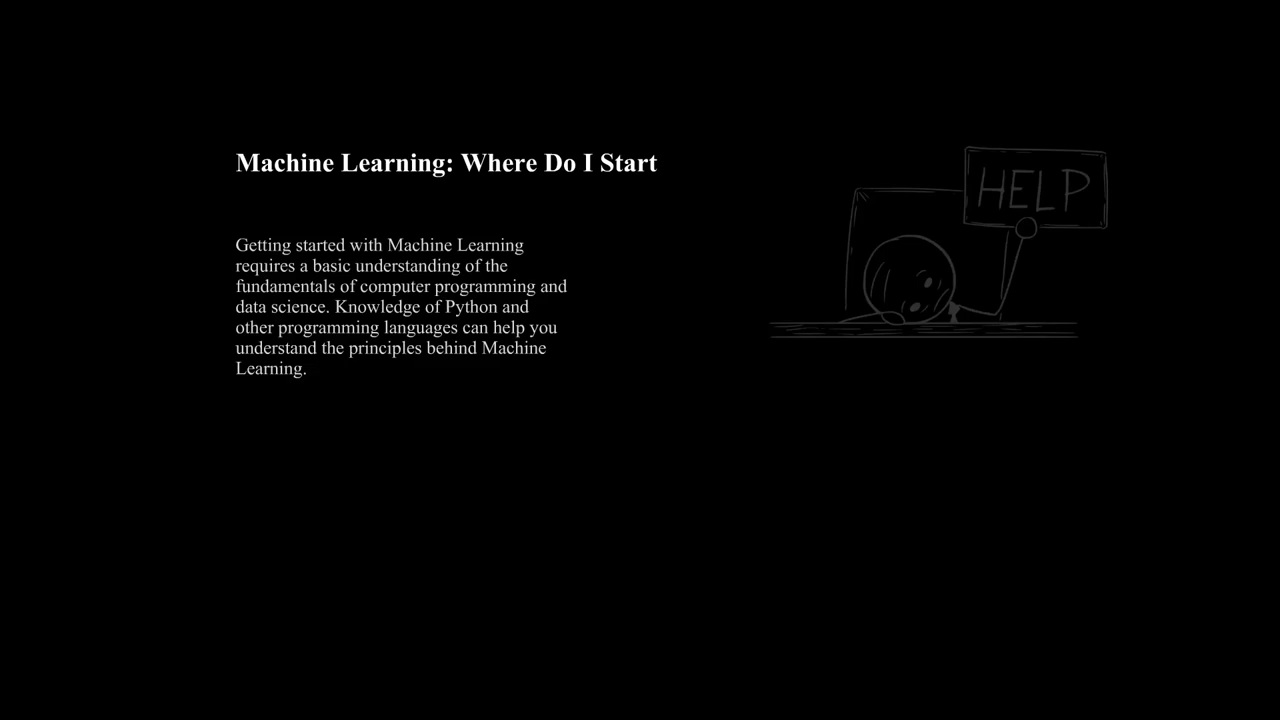 Machine Learning: Where Do I Start
HELP
Getting started with Machine Learning
requires a basic understanding of the
fundamentals of computer programming and
data science. Knowledge of Python and
other programming languages can help you
understand the principles behind Machine
Learning.